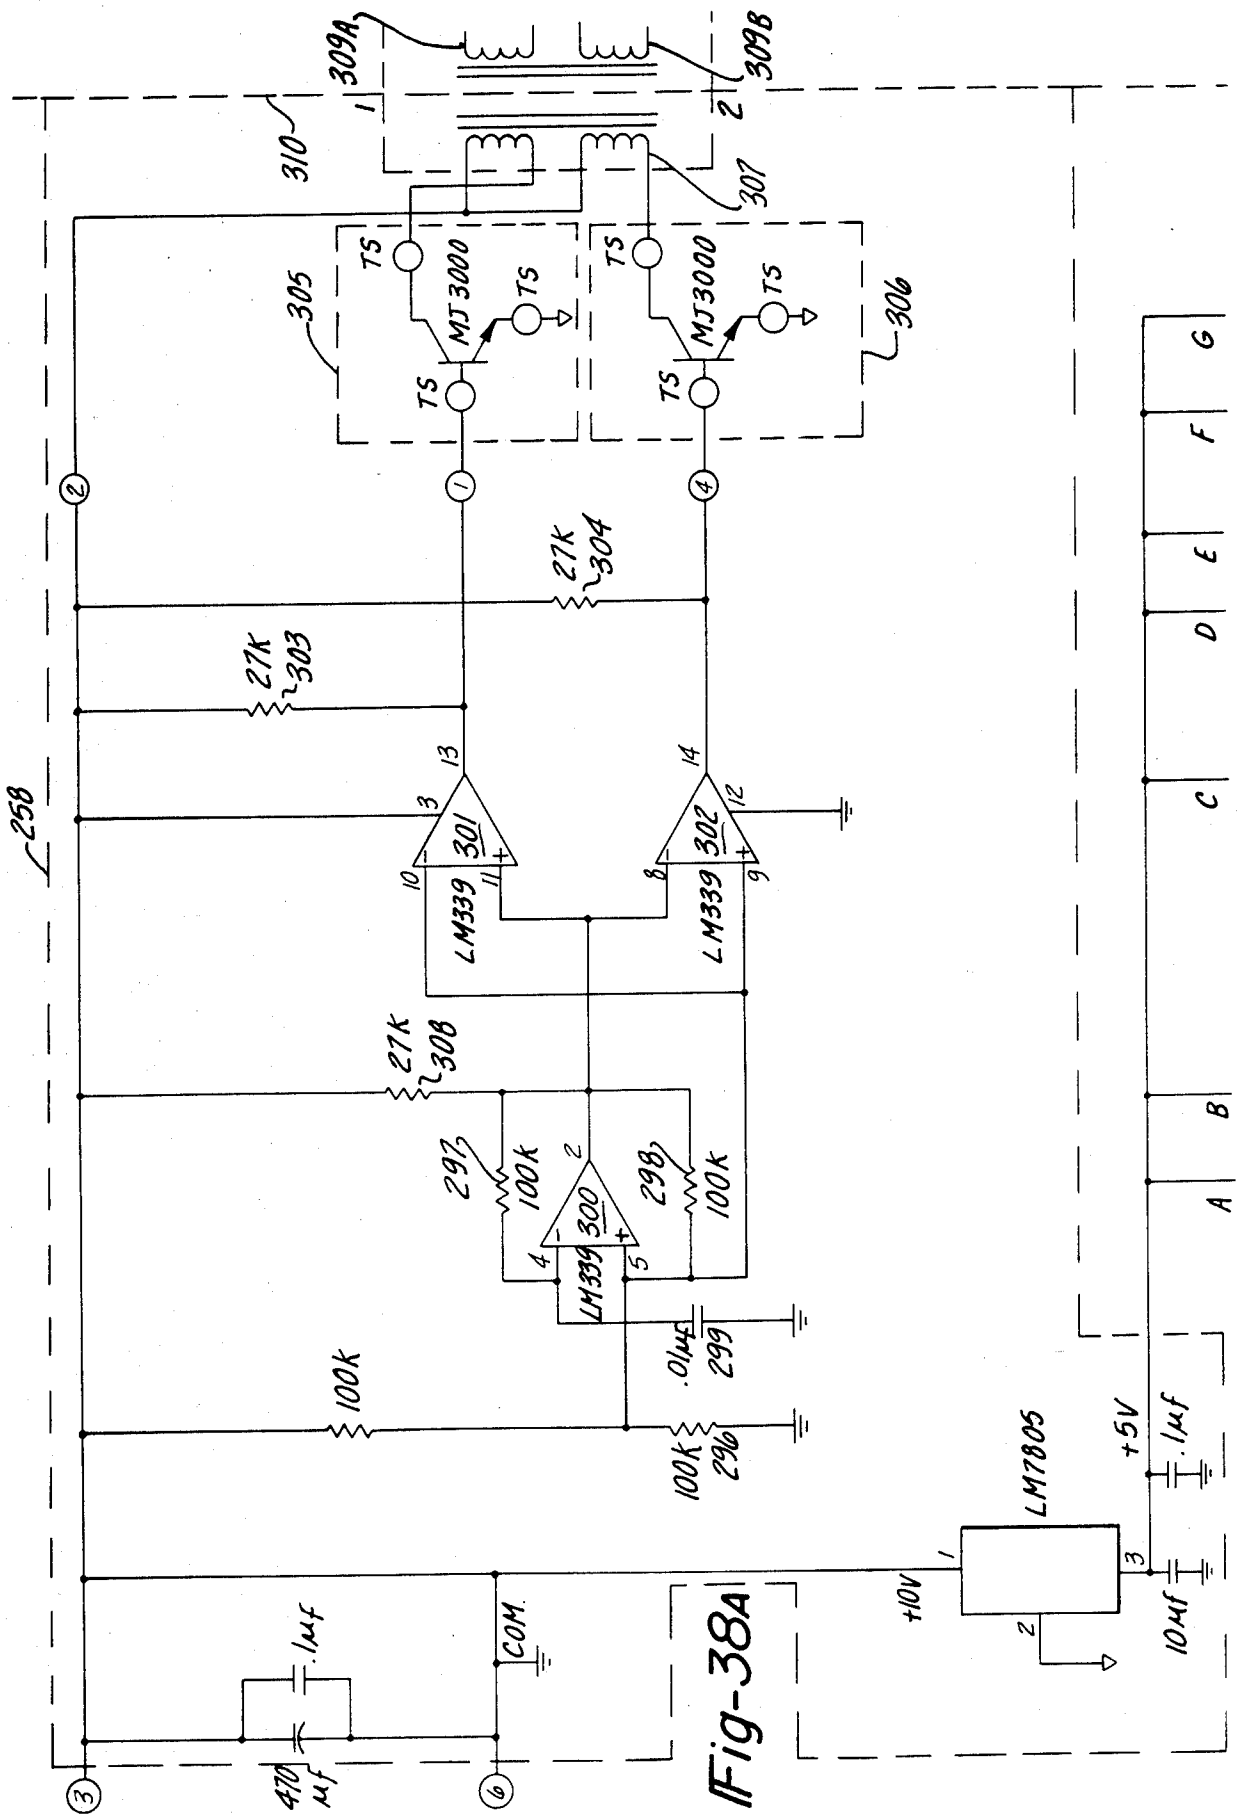 258
310
1
2
309A
309B
307
305
TS
MJ3000
TS
TS
306
TS
MJ3000
TS
TS
2
1
4
27K
303
27K
304
13
3
301
-
+
10
11
LM339
14
12
302
-
+
8
9
LM339
27K
308
297
100K
2
300
-
+
4
5
LM339
298
100K
.01µf
299
100K
100K
296
.1µf
470
µf
3
6
COM.
+10V
1
2
3
LM7805
+5V
.1µf
10µf
A
B
C
D
E
F
G
Fig-38A